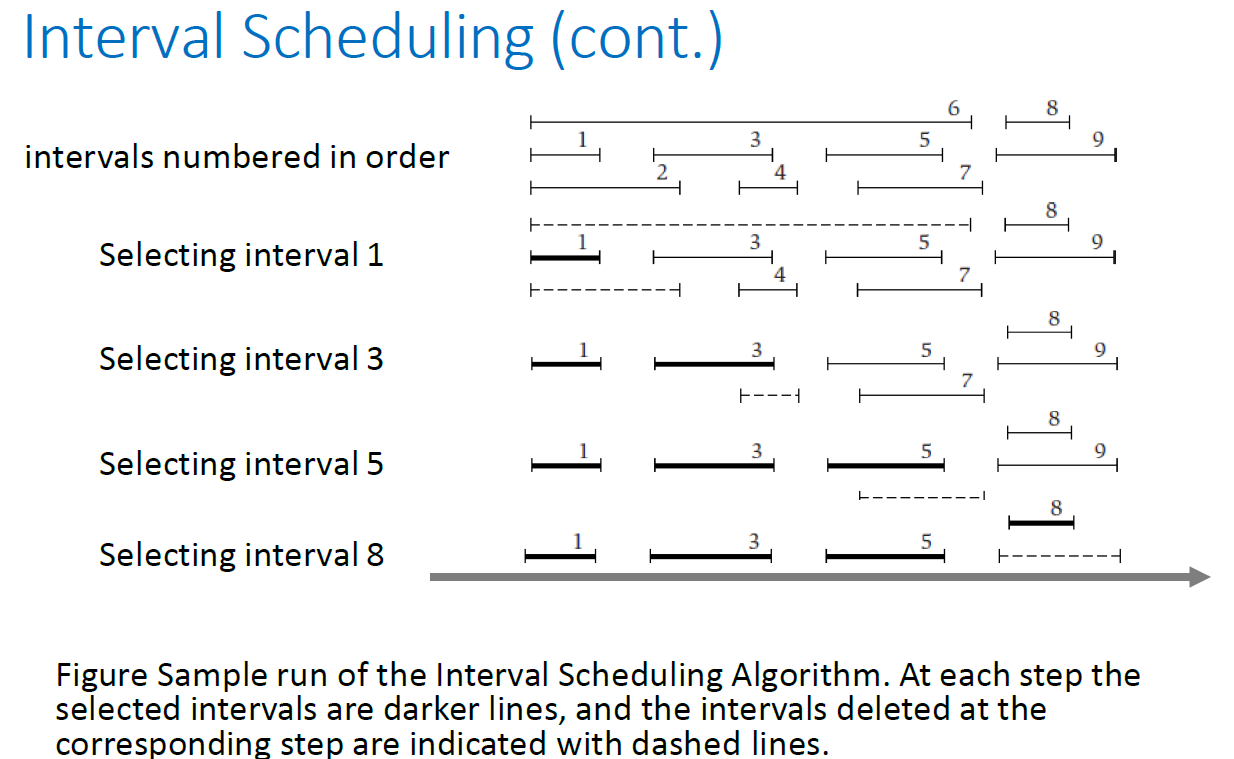 Interval Scheduling (cont.)
6 8
intervals numbered in order 1 3 5 9
2 4 7
8
Selecting interval 1 1 3 5 9
4 7
8
Selecting interval 3 1 3 5 9
7
8
Selecting interval 5 1 3 5 9
8
Selecting interval 8 1 3 5
Figure Sample run of the Interval Scheduling Algorithm. At each step the
selected intervals are darker lines, and the intervals deleted at the
corresponding step are indicated with dashed lines.